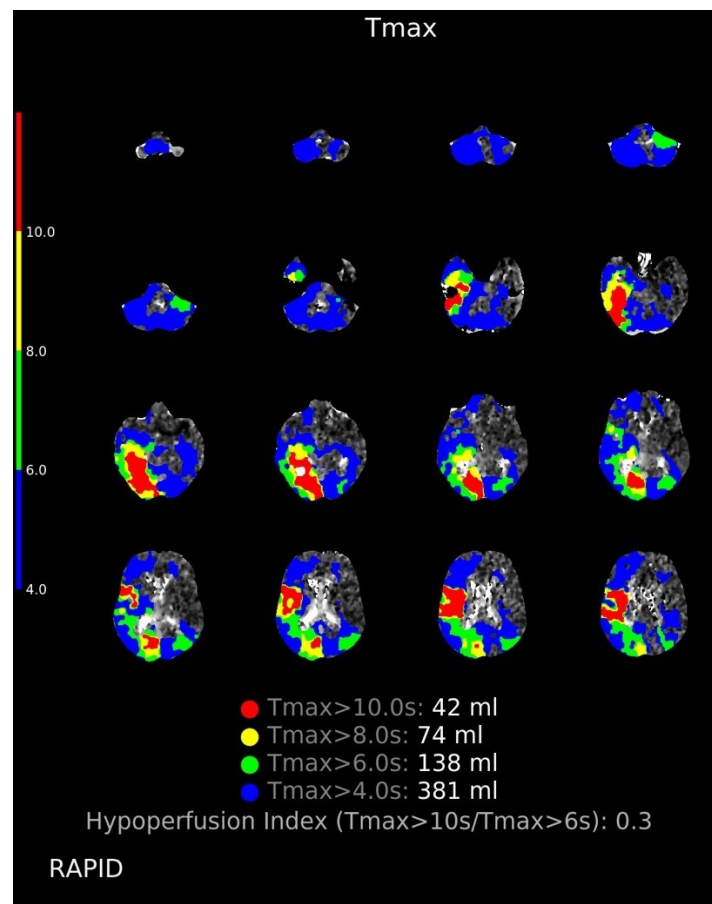 Tmax
10.0
8.0
6.0
4.0
Tmax>10.0s: 42 ml
Tmax>8.0s: 74 ml
Tmax>6.0s: 138 ml
Tmax>4.0s: 381 ml
Hypoperfusion Index (Tmax>10s/Tmax>6s): 0.3
RAPID